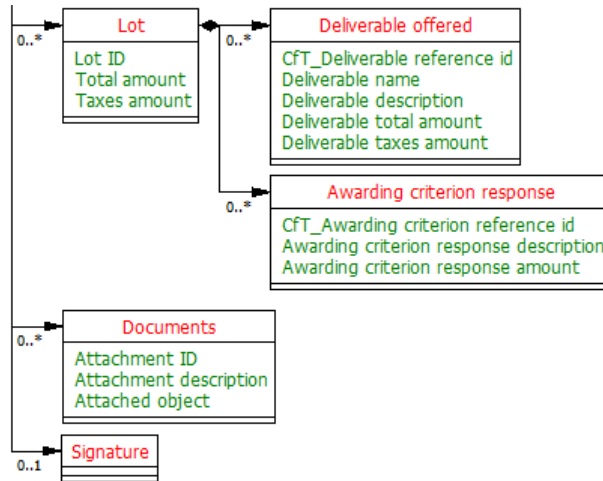 Lot
Lot ID
Total amount
Taxes amount
0..*
0..*
Deliverable offered
CfT_Deliverable reference id
Deliverable name
Deliverable description
Deliverable total amount
Deliverable taxes amount
0..*
Awarding criterion response
CfT_Awarding criterion reference id
Awarding criterion response description
Awarding criterion response amount
0..*
Documents
Attachment ID
Attachment description
Attached object
0..1
Signature